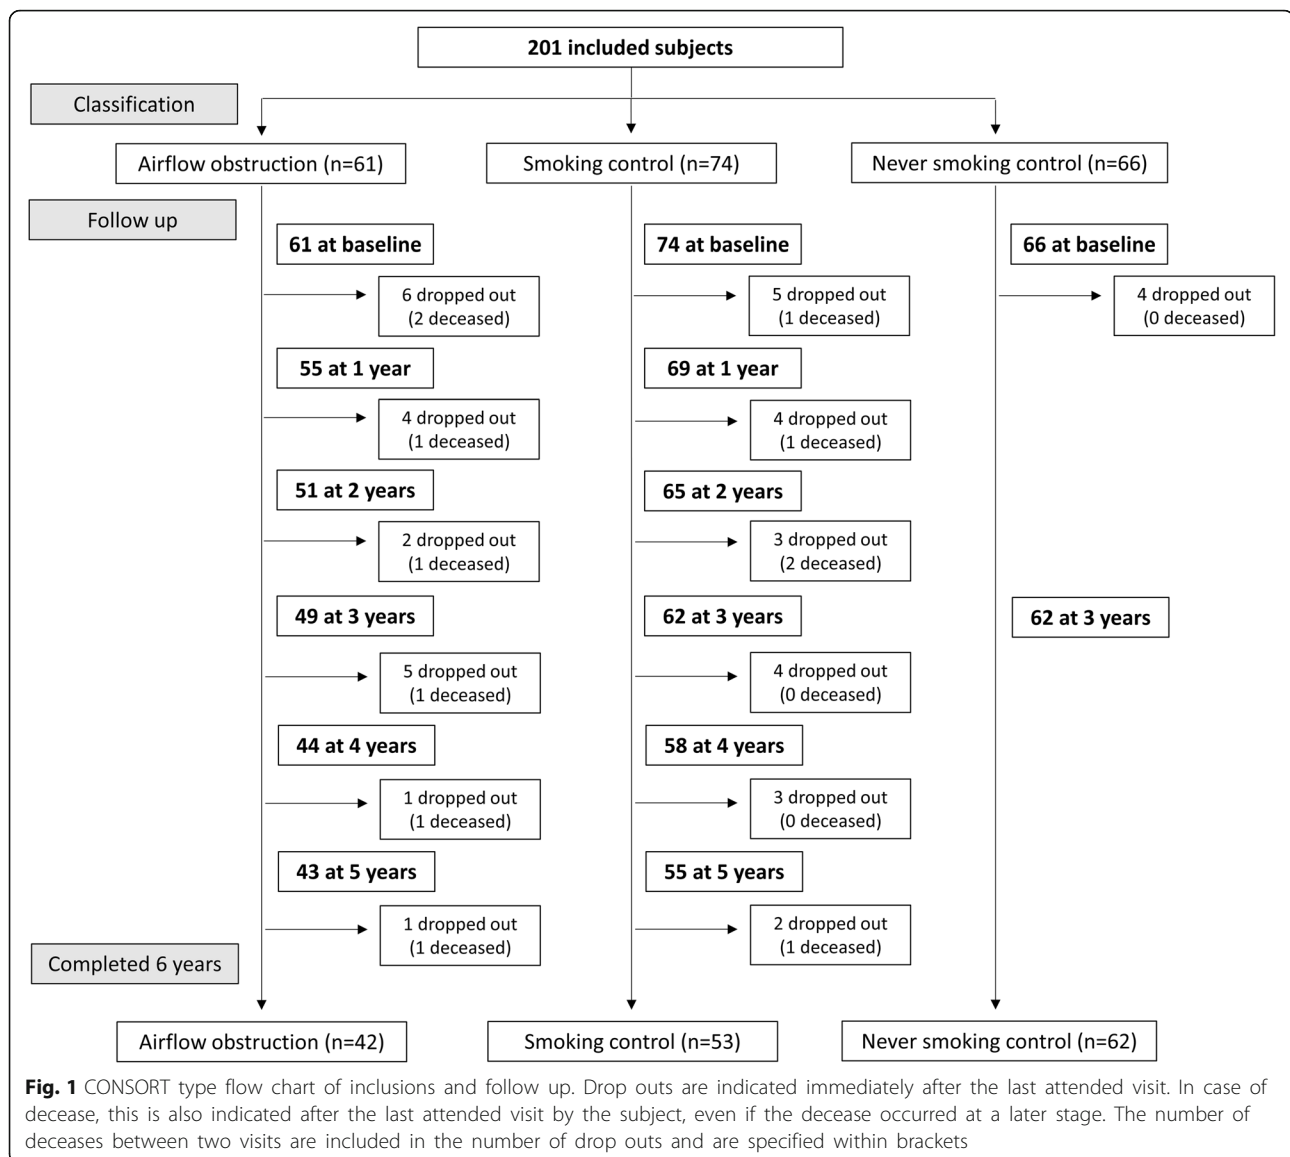 201 included subjects
Classification
Airflow obstruction (n=61)
Smoking control (n=74)
Never smoking control (n=66)
Follow up
61 at baseline
74 at baseline
66 at baseline
6 dropped out
(2 deceased)
5 dropped out
(1 deceased)
4 dropped out
(0 deceased)
55 at 1 year
69 at 1 year
4 dropped out
(1 deceased)
4 dropped out
(1 deceased)
51 at 2 years
65 at 2 years
2 dropped out
(1 deceased)
3 dropped out
(2 deceased)
49 at 3 years
62 at 3 years
62 at 3 years
5 dropped out
(1 deceased)
4 dropped out
(0 deceased)
44 at 4 years
58 at 4 years
1 dropped out
(1 deceased)
3 dropped out
(0 deceased)
43 at 5 years
55 at 5 years
1 dropped out
(1 deceased)
2 dropped out
(1 deceased)
Completed 6 years
Airflow obstruction (n=42)
Smoking control (n=53)
Never smoking control (n=62)
Fig. 1 CONSORT type flow chart of inclusions and follow up. Drop outs are indicated immediately after the last attended visit. In case of
decease, this is also indicated after the last attended visit by the subject, even if the decease occurred at a later stage. The number of
deceases between two visits are included in the number of drop outs and are specified within brackets